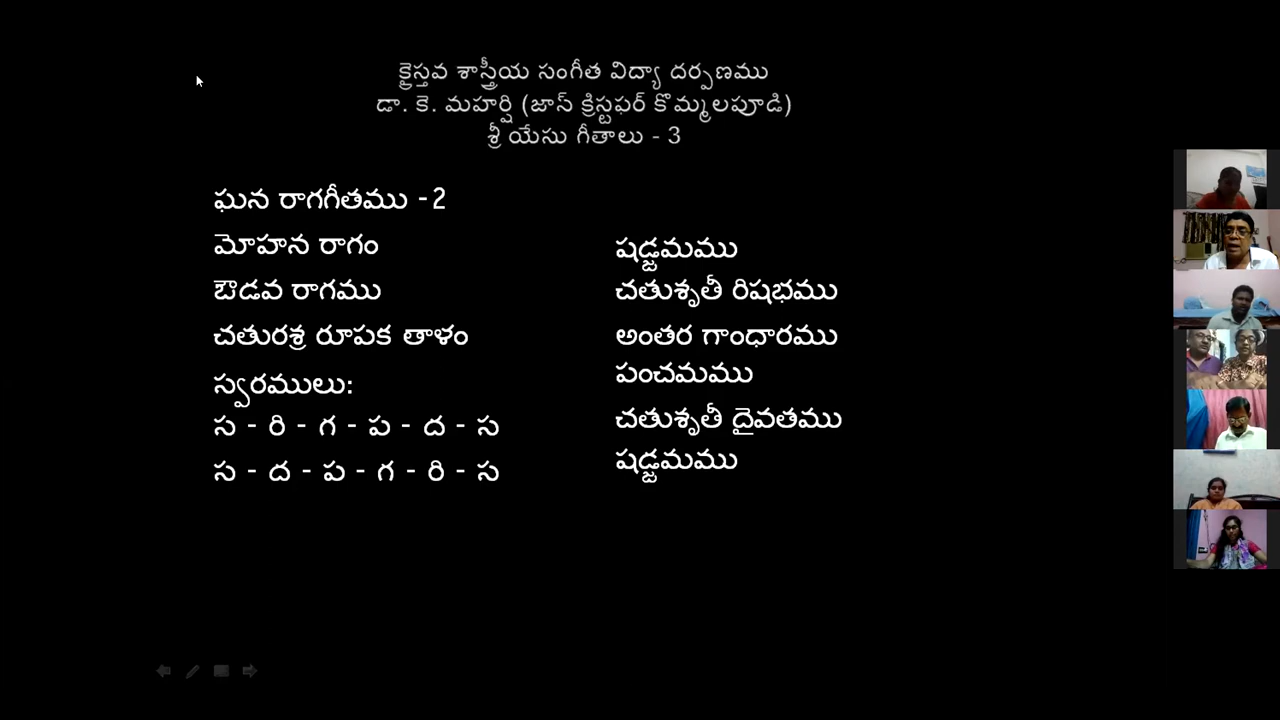 క్రైస్తవ శాస్త్రీయ సంగీత విద్యా దర్పణము
డా. కె. మహర్షి (జాస్ క్రిస్టఫర్ కొమ్మలపూడి)
శ్రీ యేసు గీతాలు - 3
ఘన రాగగీతము -2
మోహన రాగం
ఔడవ రాగము
చతురశ్ర రూపక తాళం
స్వరములు:
స - రి - గ - ప - ద - స
స - ద - ప - గ - రి - స
షడ్జమము
చతుశృతీ రిషభము
అంతర గాంధారము
పంచమము
చతుశృతీ దైవతము
షడ్జమము